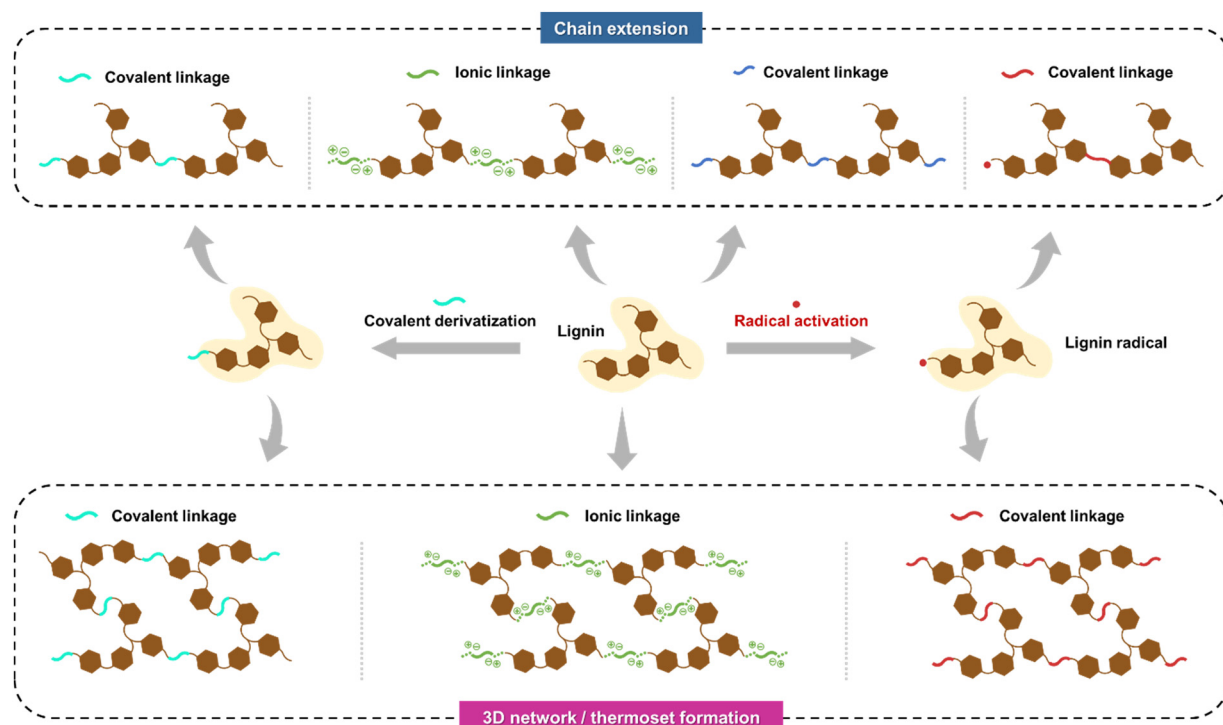 Chain extension
Covalent linkage
Ionic linkage
Covalent linkage
Covalent linkage
Covalent derivatization
Lignin
Radical activation
Lignin radical
Covalent linkage
Ionic linkage
Covalent linkage
3D network / thermoset formation